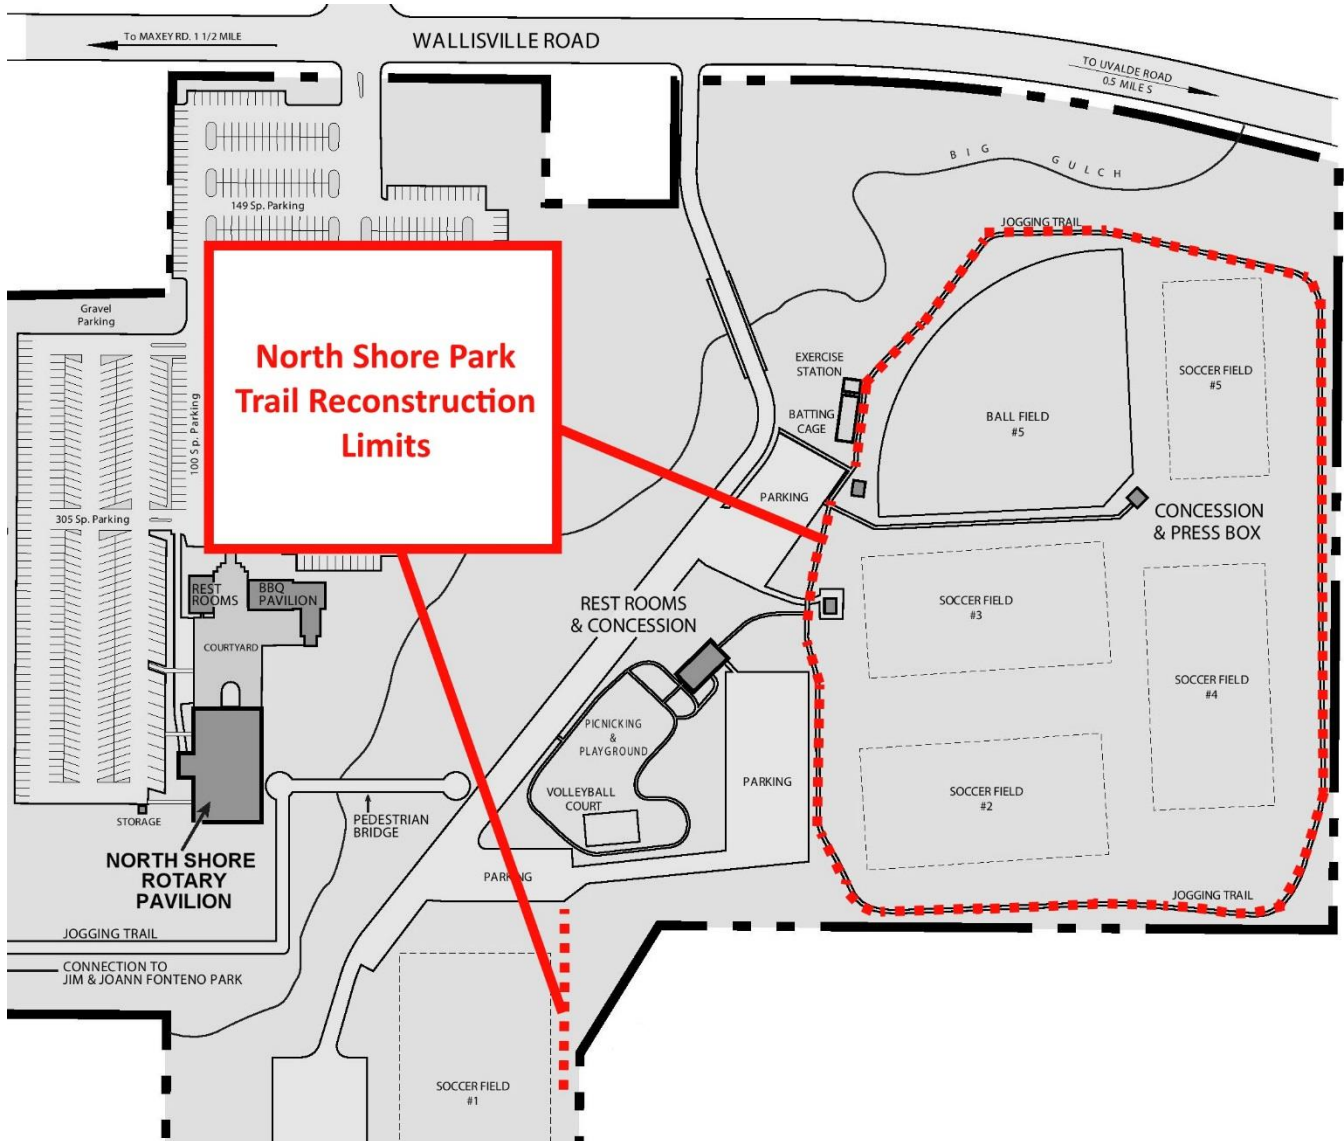 To MAXEY RD. 1 1/2 MILE
WALLISVILLE ROAD
TO UVALDE ROAD
0.5 MILE S
BIG GULCH
149 Sp. Parking
JOGGING TRAIL
Gravel
Parking
North Shore Park
Trail Reconstruction
Limits
EXERCISE
STATION
SOCCER FIELD
#5
100 Sp. Parking
BATTING
CAGE
BALL FIELD
#5
PARKING
305 Sp. Parking
CONCESSION
& PRESS BOX
REST
ROOMS
BBQ
PAVILION
REST ROOMS
& CONCESSION
SOCCER FIELD
#3
COURTYARD
SOCCER FIELD
#4
PICNICKING
&
PLAYGROUND
PARKING
VOLLEYBALL
COURT
SOCCER FIELD
#2
STORAGE
PEDESTRIAN
BRIDGE
NORTH SHORE
ROTARY
PAVILION
PARKING
JOGGING TRAIL
JOGGING TRAIL
CONNECTION TO
JIM & JOANN FONTENO PARK
SOCCER FIELD
#1